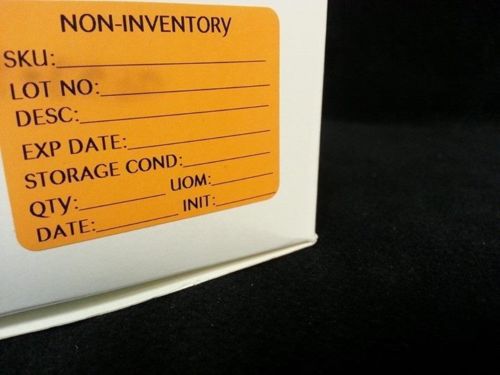 NON-INVENTORY
SKU:
LOT NO:
DESC:
EXP DATE:
STORAGE COND:
QTY: UOM:
DATE: INIT: